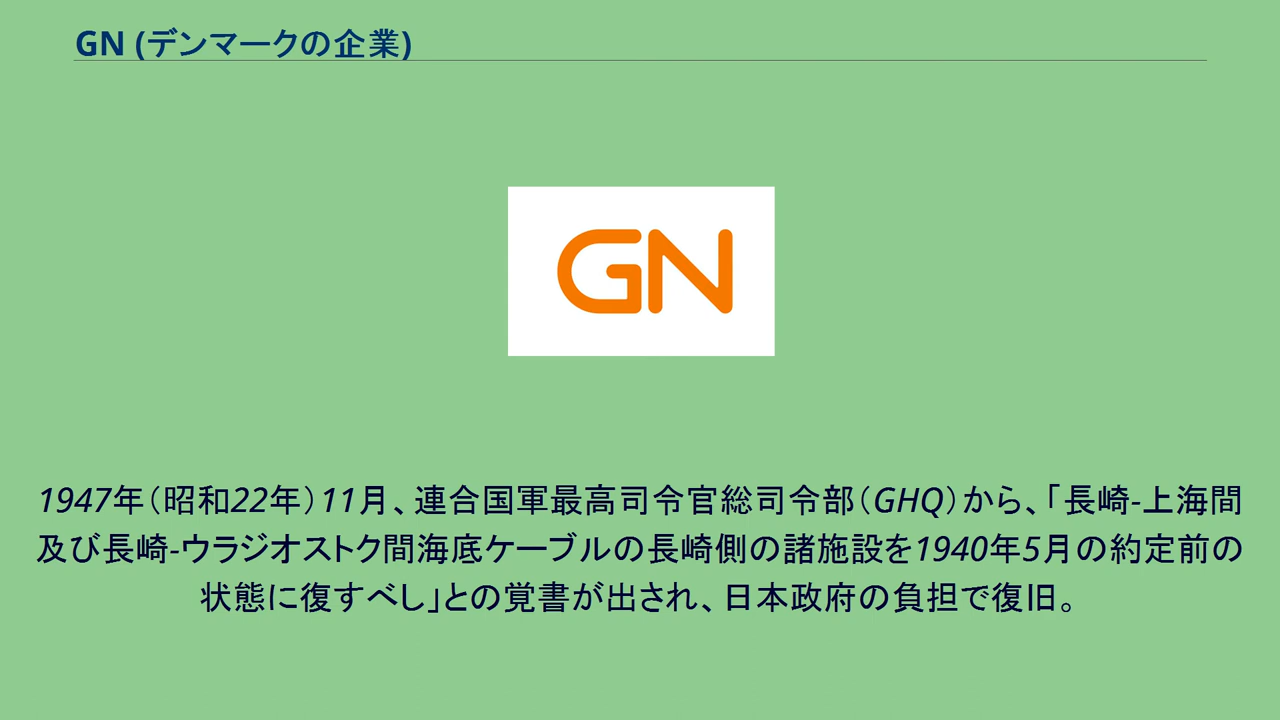 GN (デンマークの企業)
GN
1947年（昭和22年）11月、連合国軍最高司令官総司令部（GHQ）から、「長崎-上海間
及び長崎-ウラジオストク間海底ケーブルの長崎側の諸施設を1940年5月の約定前の
状態に復すべし」との覚書が出され、日本政府の負担で復旧。